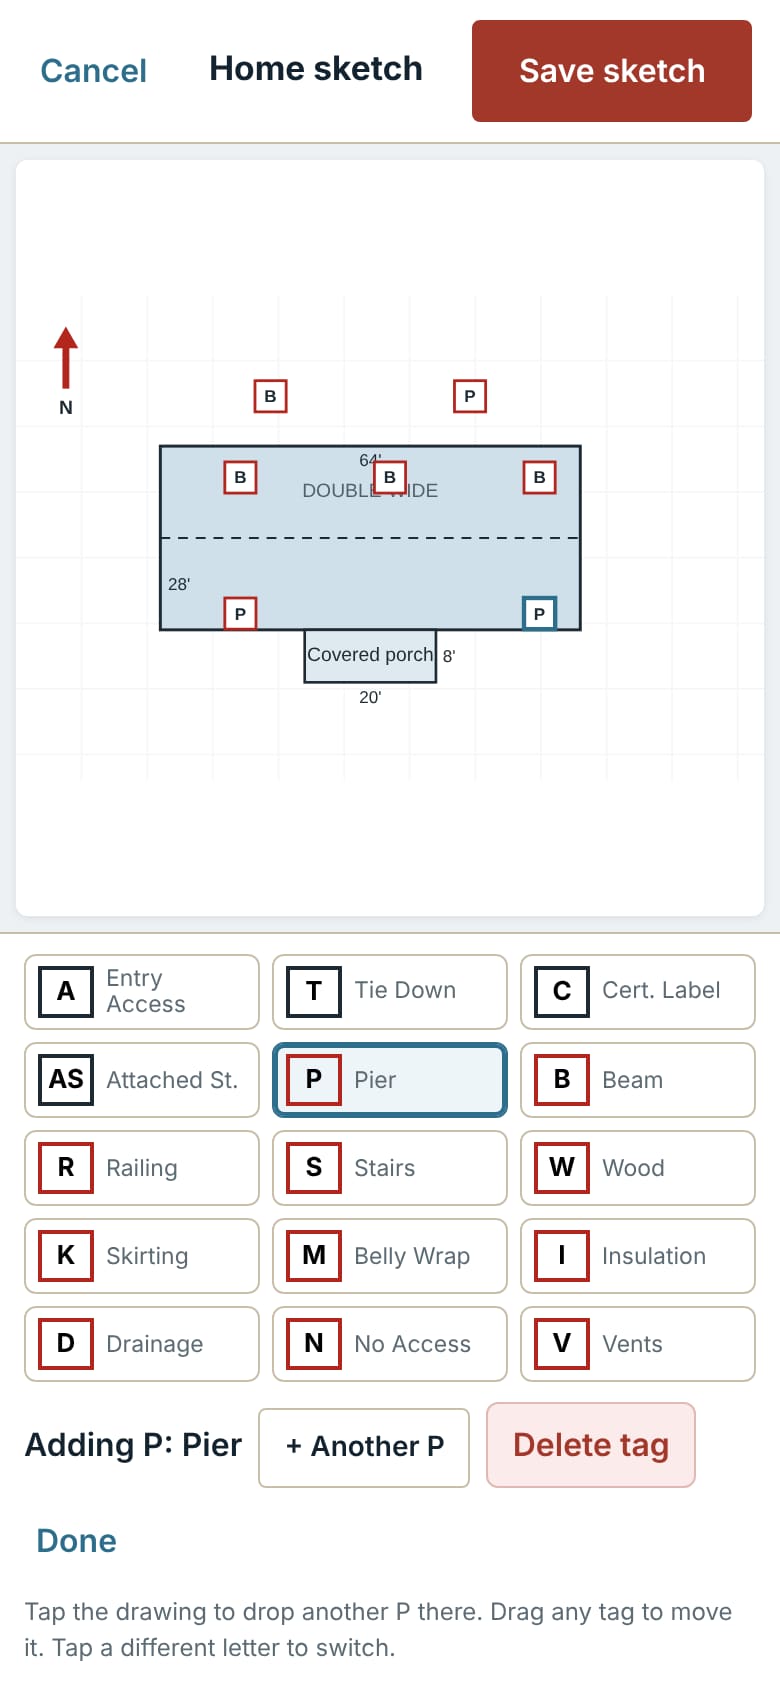 Cancel
Home sketch
Save sketch
N
B
P
64'
B
B
B
DOUBLE WIDE
28'
P
P
Covered porch
8'
20'
A Entry Access
T Tie Down
C Cert. Label
AS Attached St.
P Pier
B Beam
R Railing
S Stairs
W Wood
K Skirting
M Belly Wrap
I Insulation
D Drainage
N No Access
V Vents
Adding P: Pier
+ Another P
Delete tag
Done
Tap the drawing to drop another P there. Drag any tag to move
it. Tap a different letter to switch.